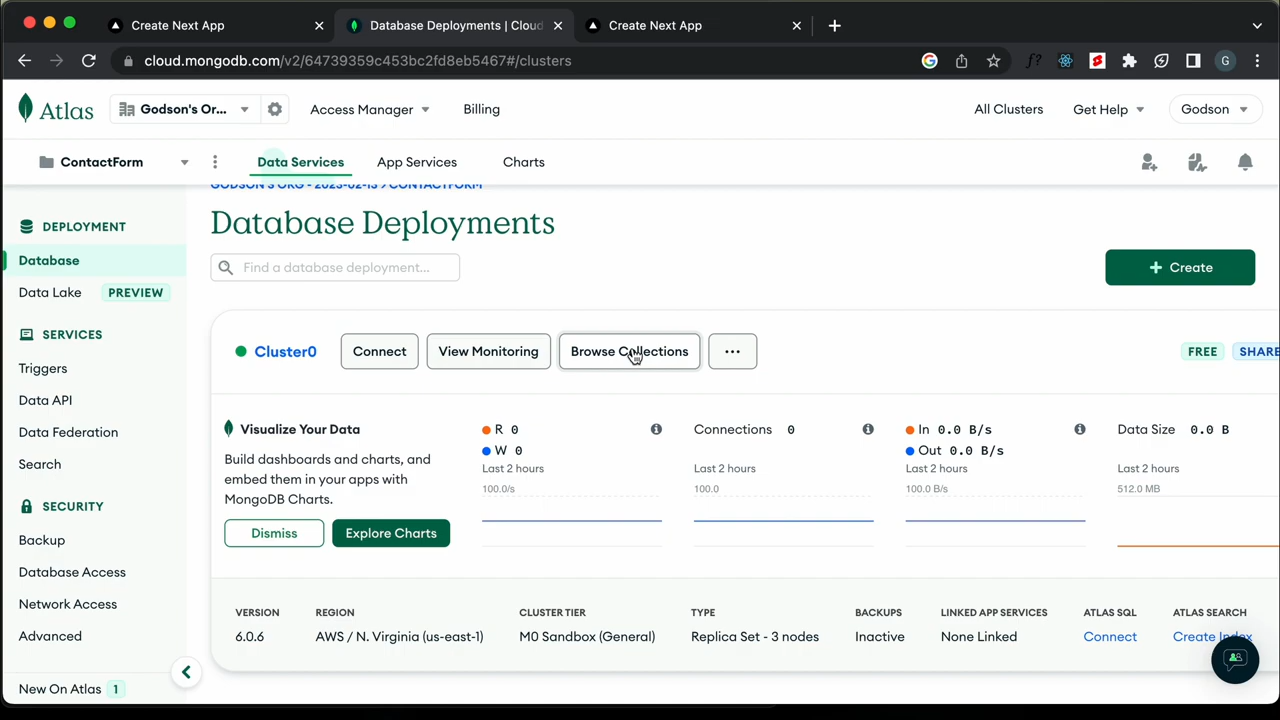 Create Next App
Database Deployments | Cloud
Create Next App
cloud.mongodb.com/v2/64739359c453bc2fd8eb5467#/clusters
G
Atlas
Godson's Or...
Access Manager
Billing
All Clusters
Get Help
Godson
ContactForm
Data Services
App Services
Charts
GODSON'S ORG - 2023-02-13 > CONTACTFORM
DEPLOYMENT
Database
Data Lake PREVIEW
SERVICES
Triggers
Data API
Data Federation
Search
SECURITY
Backup
Database Access
Network Access
Advanced
New On Atlas 1
Database Deployments
Find a database deployment...
+ Create
Cluster0
Connect
View Monitoring
Browse Collections
...
FREE
SHARE
Visualize Your Data
Build dashboards and charts, and
embed them in your apps with
MongoDB Charts.
Dismiss
Explore Charts
R 0
W 0
Last 2 hours
100.0/s
Connections 0
Last 2 hours
100.0
In 0.0 B/s
Out 0.0 B/s
Last 2 hours
100.0 B/s
Data Size 0.0 B
Last 2 hours
512.0 MB
VERSION
6.0.6
REGION
AWS / N. Virginia (us-east-1)
CLUSTER TIER
M0 Sandbox (General)
TYPE
Replica Set - 3 nodes
BACKUPS
Inactive
LINKED APP SERVICES
None Linked
ATLAS SQL
Connect
ATLAS SEARCH
Create Index